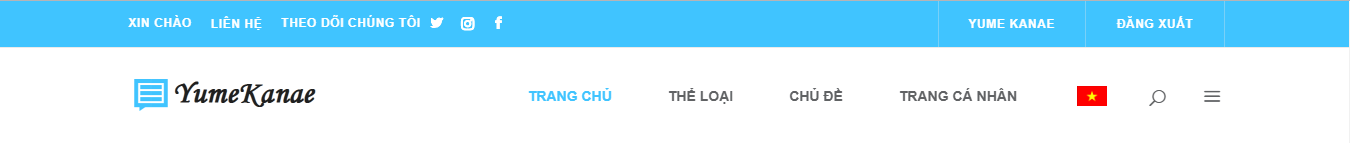 XIN CHÀO LIÊN HỆ THEO DÕI CHÚNG TÔI YUME KANAE ĐĂNG XUẤT
YumeKanae TRANG CHỦ THỂ LOẠI CHỦ ĐỀ TRANG CÁ NHÂN